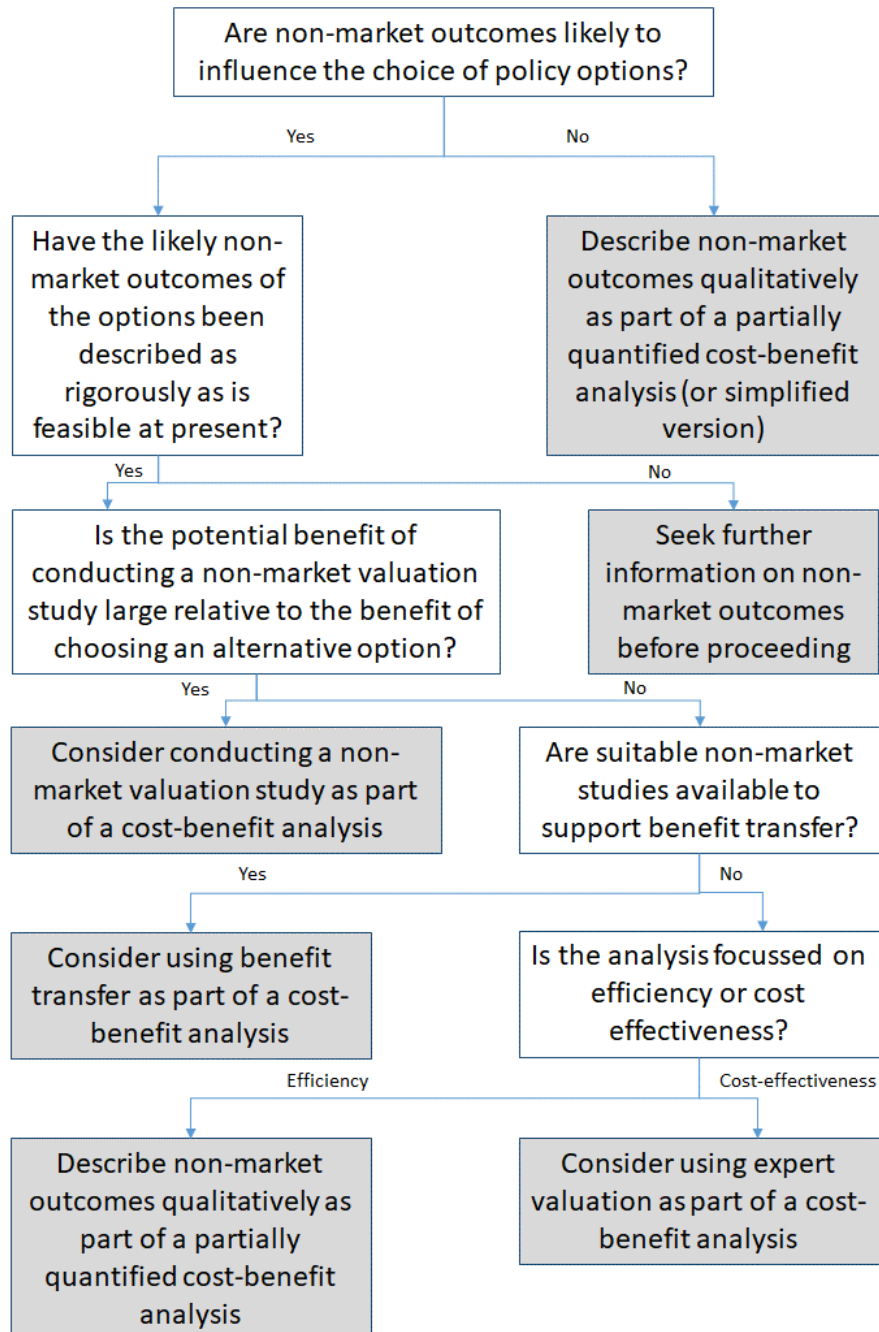 Are non-market outcomes likely to
influence the choice of policy options?
Yes
No
Have the likely non-
market outcomes of
the options been
described as
rigorously as is
feasible at present?
Describe non-market
outcomes qualitatively
as part of a partially
quantified cost-benefit
analysis (or simplified
version)
Yes
No
Is the potential benefit of
conducting a non-market valuation
study large relative to the benefit of
choosing an alternative option?
Seek further
information on non-
market outcomes
before proceeding
Yes
No
Consider conducting a non-
market valuation study as part
of a cost-benefit analysis
Are suitable non-market
studies available to
support benefit transfer?
Yes
No
Consider using benefit
transfer as part of a cost-
benefit analysis
Is the analysis focussed on
efficiency or cost
effectiveness?
Efficiency
Cost-effectiveness
Describe non-market
outcomes qualitatively as
part of a partially
quantified cost-benefit
analysis
Consider using expert
valuation as part of a cost-
benefit analysis